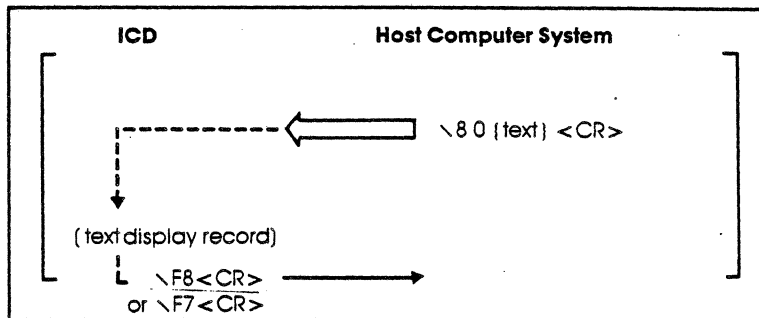 ICD Host Computer System
\8 0 {text} <CR>
(text display record)
\F8<CR>
or \F7<CR>